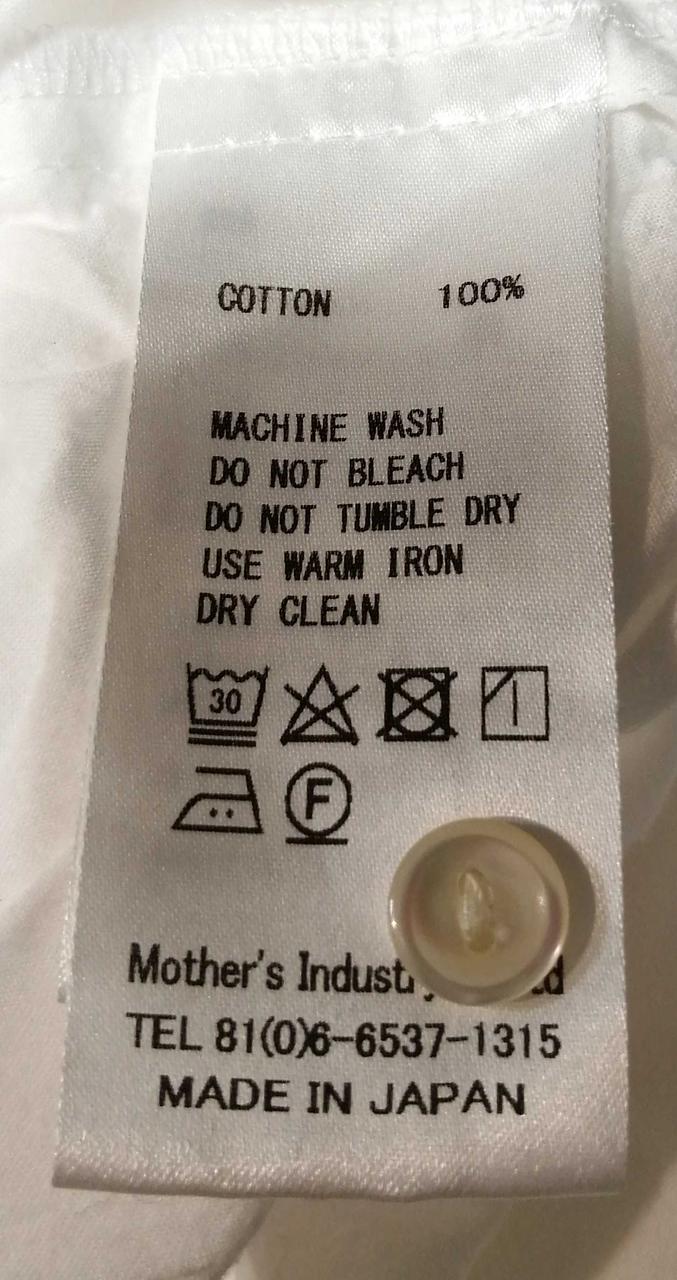 COTTON 100%
MACHINE WASH
DO NOT BLEACH
DO NOT TUMBLE DRY
USE WARM IRON
DRY CLEAN
30
F
Mother's
TEL 81(0)6-6537-1315
MADE IN JAPAN